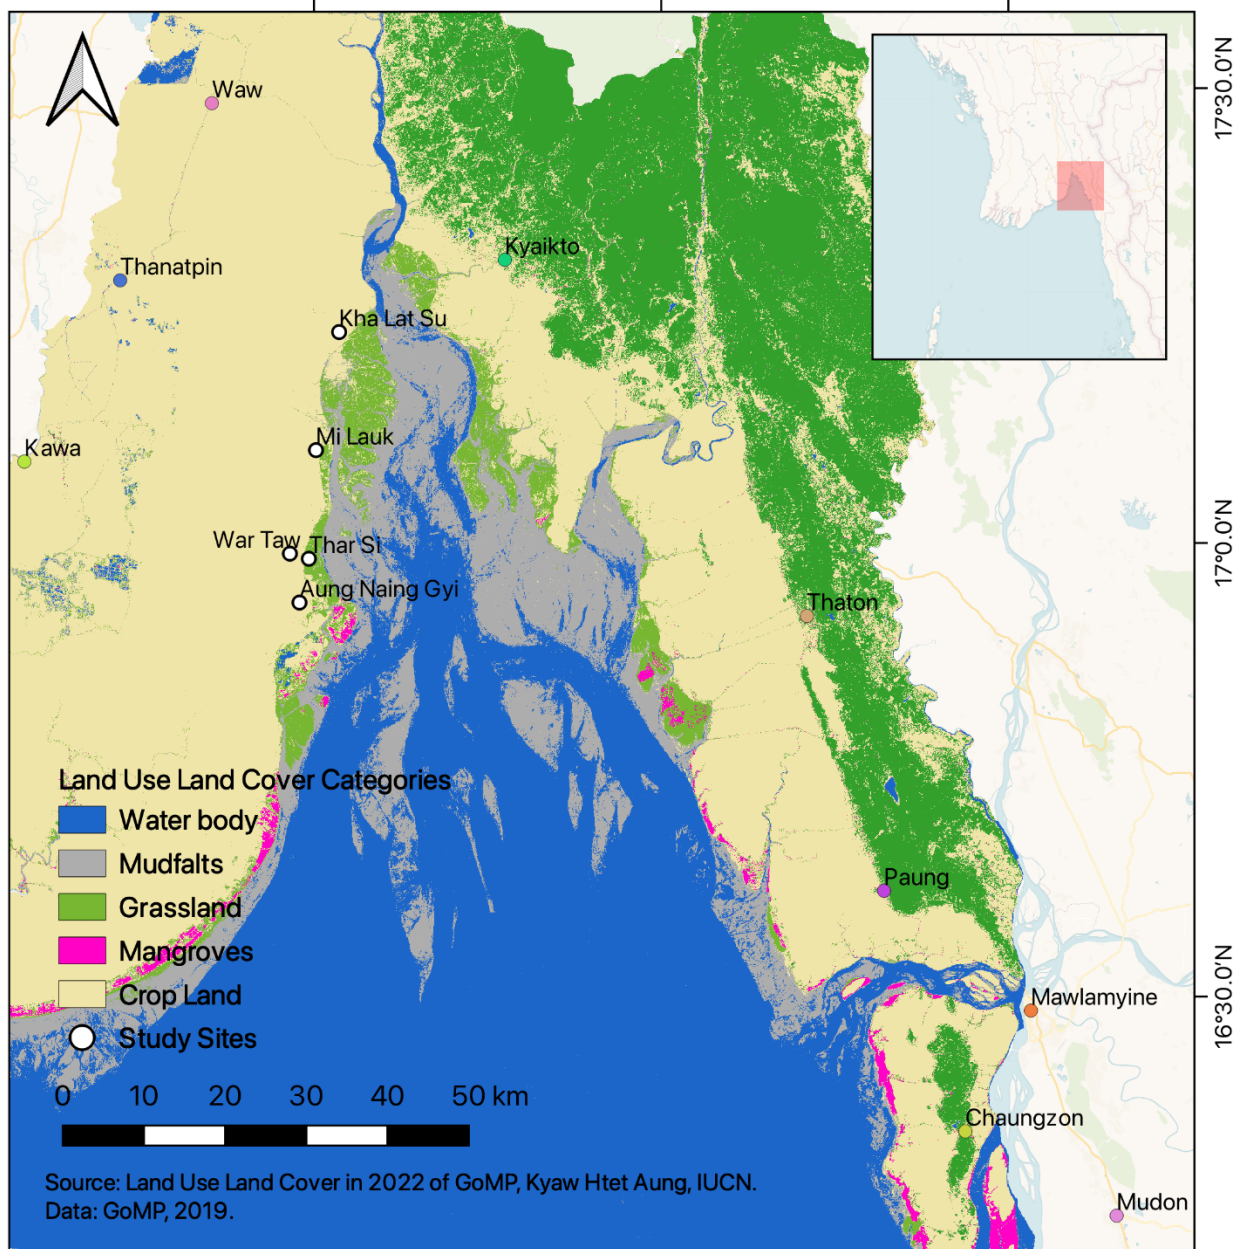 Waw
17°30.0'N
Kyaikto
Thanatpin
Kha Lat Su
Mi Lauk
Kawa
War Taw
Thar Si
17°0.0'N
Aung Naing Gyi
Thaton
Land Use Land Cover Categories
Water body
Mudfalts
Grassland
Mangroves
Crop Land
Study Sites
Paung
Mawlamyine
16°30.0'N
0 10 20 30 40 50 km
Chaungzon
Source: Land Use Land Cover in 2022 of GoMP, Kyaw Htet Aung, IUCN.
Data: GoMP, 2019.
Mudon